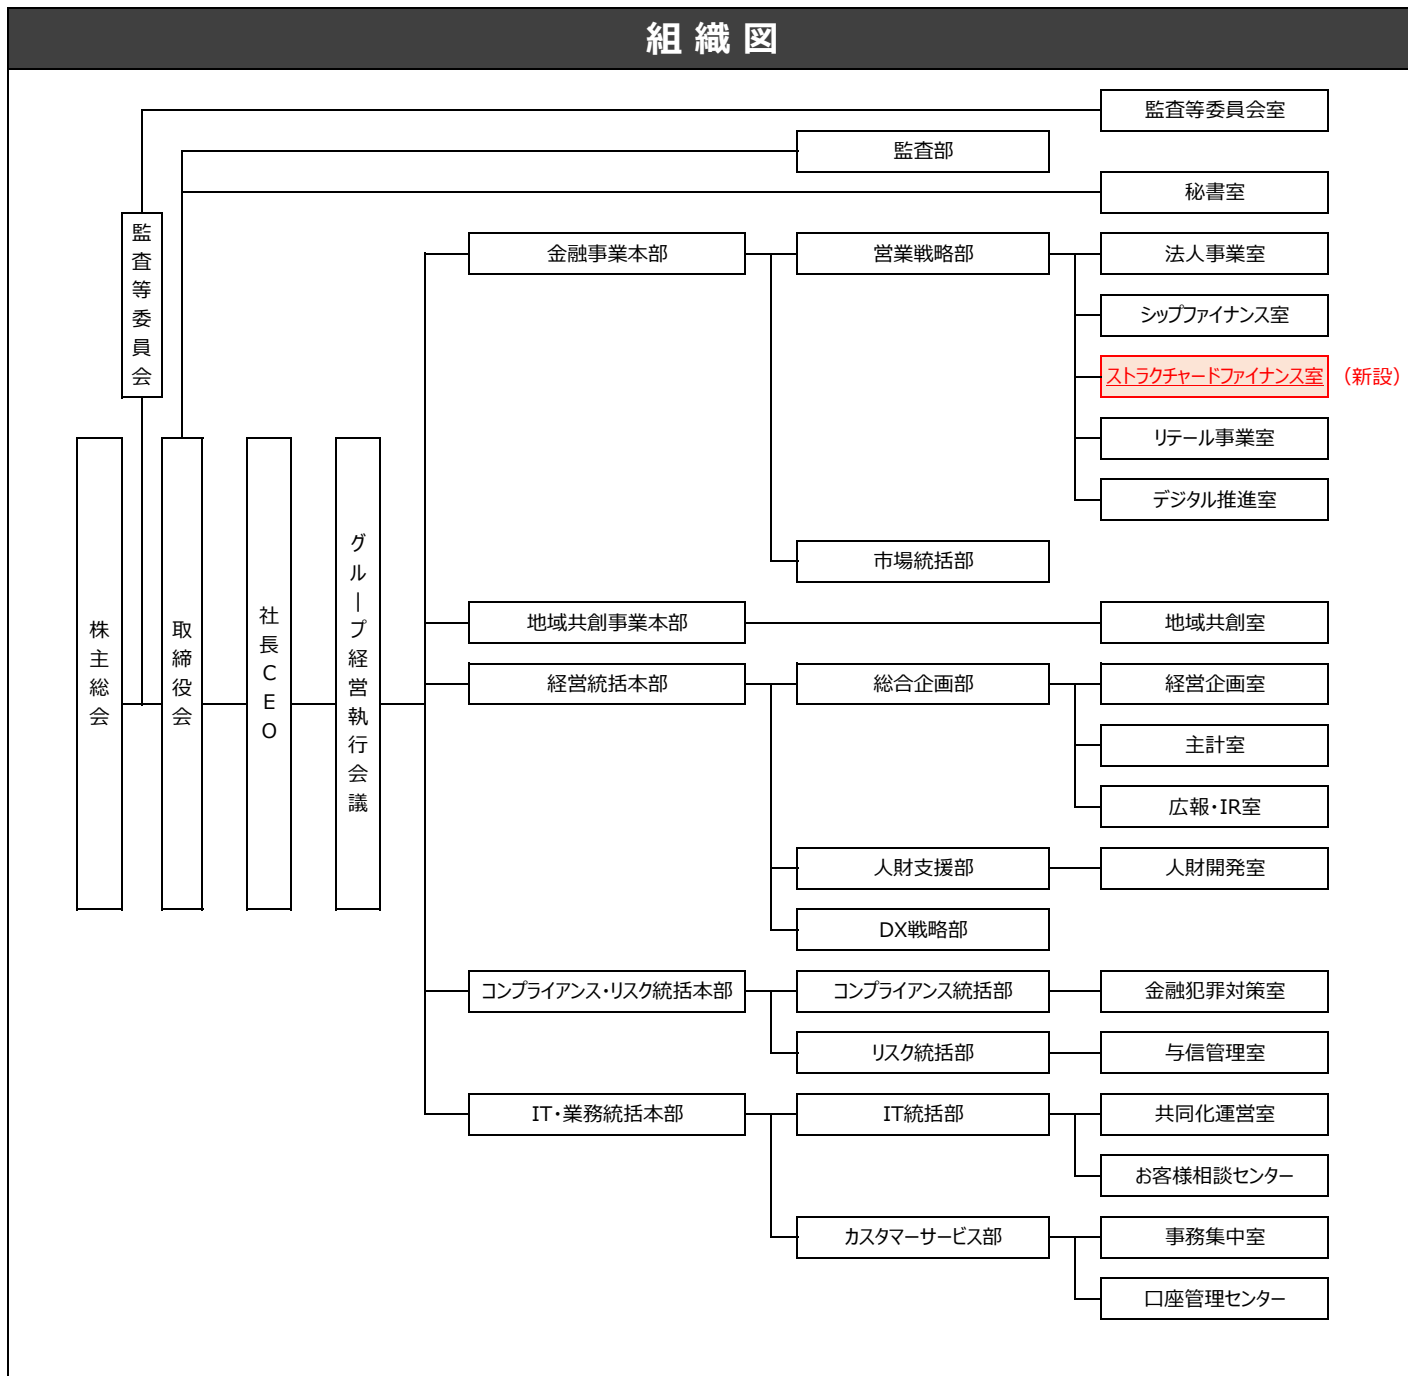 組織図
監査等委員会室
監査部
秘書室
監査等委員会
金融事業本部
営業戦略部
法人事業室
シップファイナンス室
ストラクチャードファイナンス室
（新設）
リテール事業室
デジタル推進室
市場統括部
株主総会
取締役会
社長CEO
グループ経営執行会議
地域共創事業本部
地域共創室
経営統括本部
総合企画部
経営企画室
主計室
広報・IR室
人財支援部
人財開発室
DX戦略部
コンプライアンス・リスク統括本部
コンプライアンス統括部
金融犯罪対策室
リスク統括部
与信管理室
IT・業務統括本部
IT統括部
共同化運営室
お客様相談センター
カスタマーサービス部
事務集中室
口座管理センター